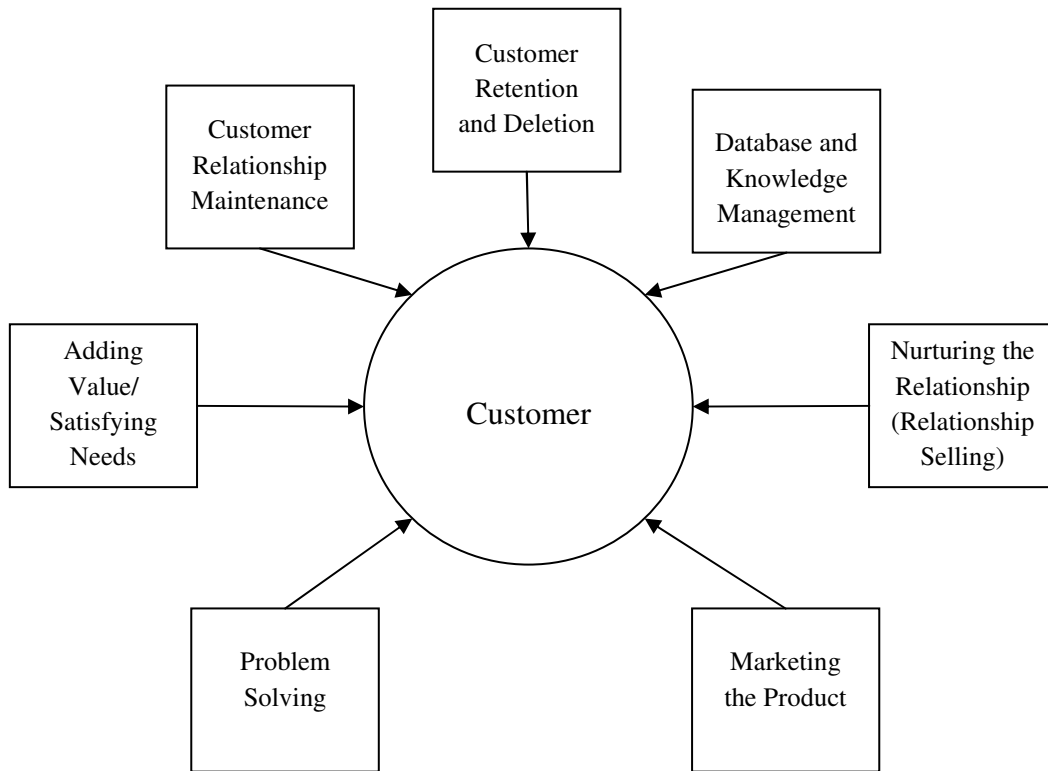 Customer
Retention
and Deletion
Customer
Relationship
Maintenance
Database and
Knowledge
Management
Adding
Value/
Satisfying
Needs
Customer
Nurturing the
Relationship
(Relationship
Selling)
Problem
Solving
Marketing
the Product